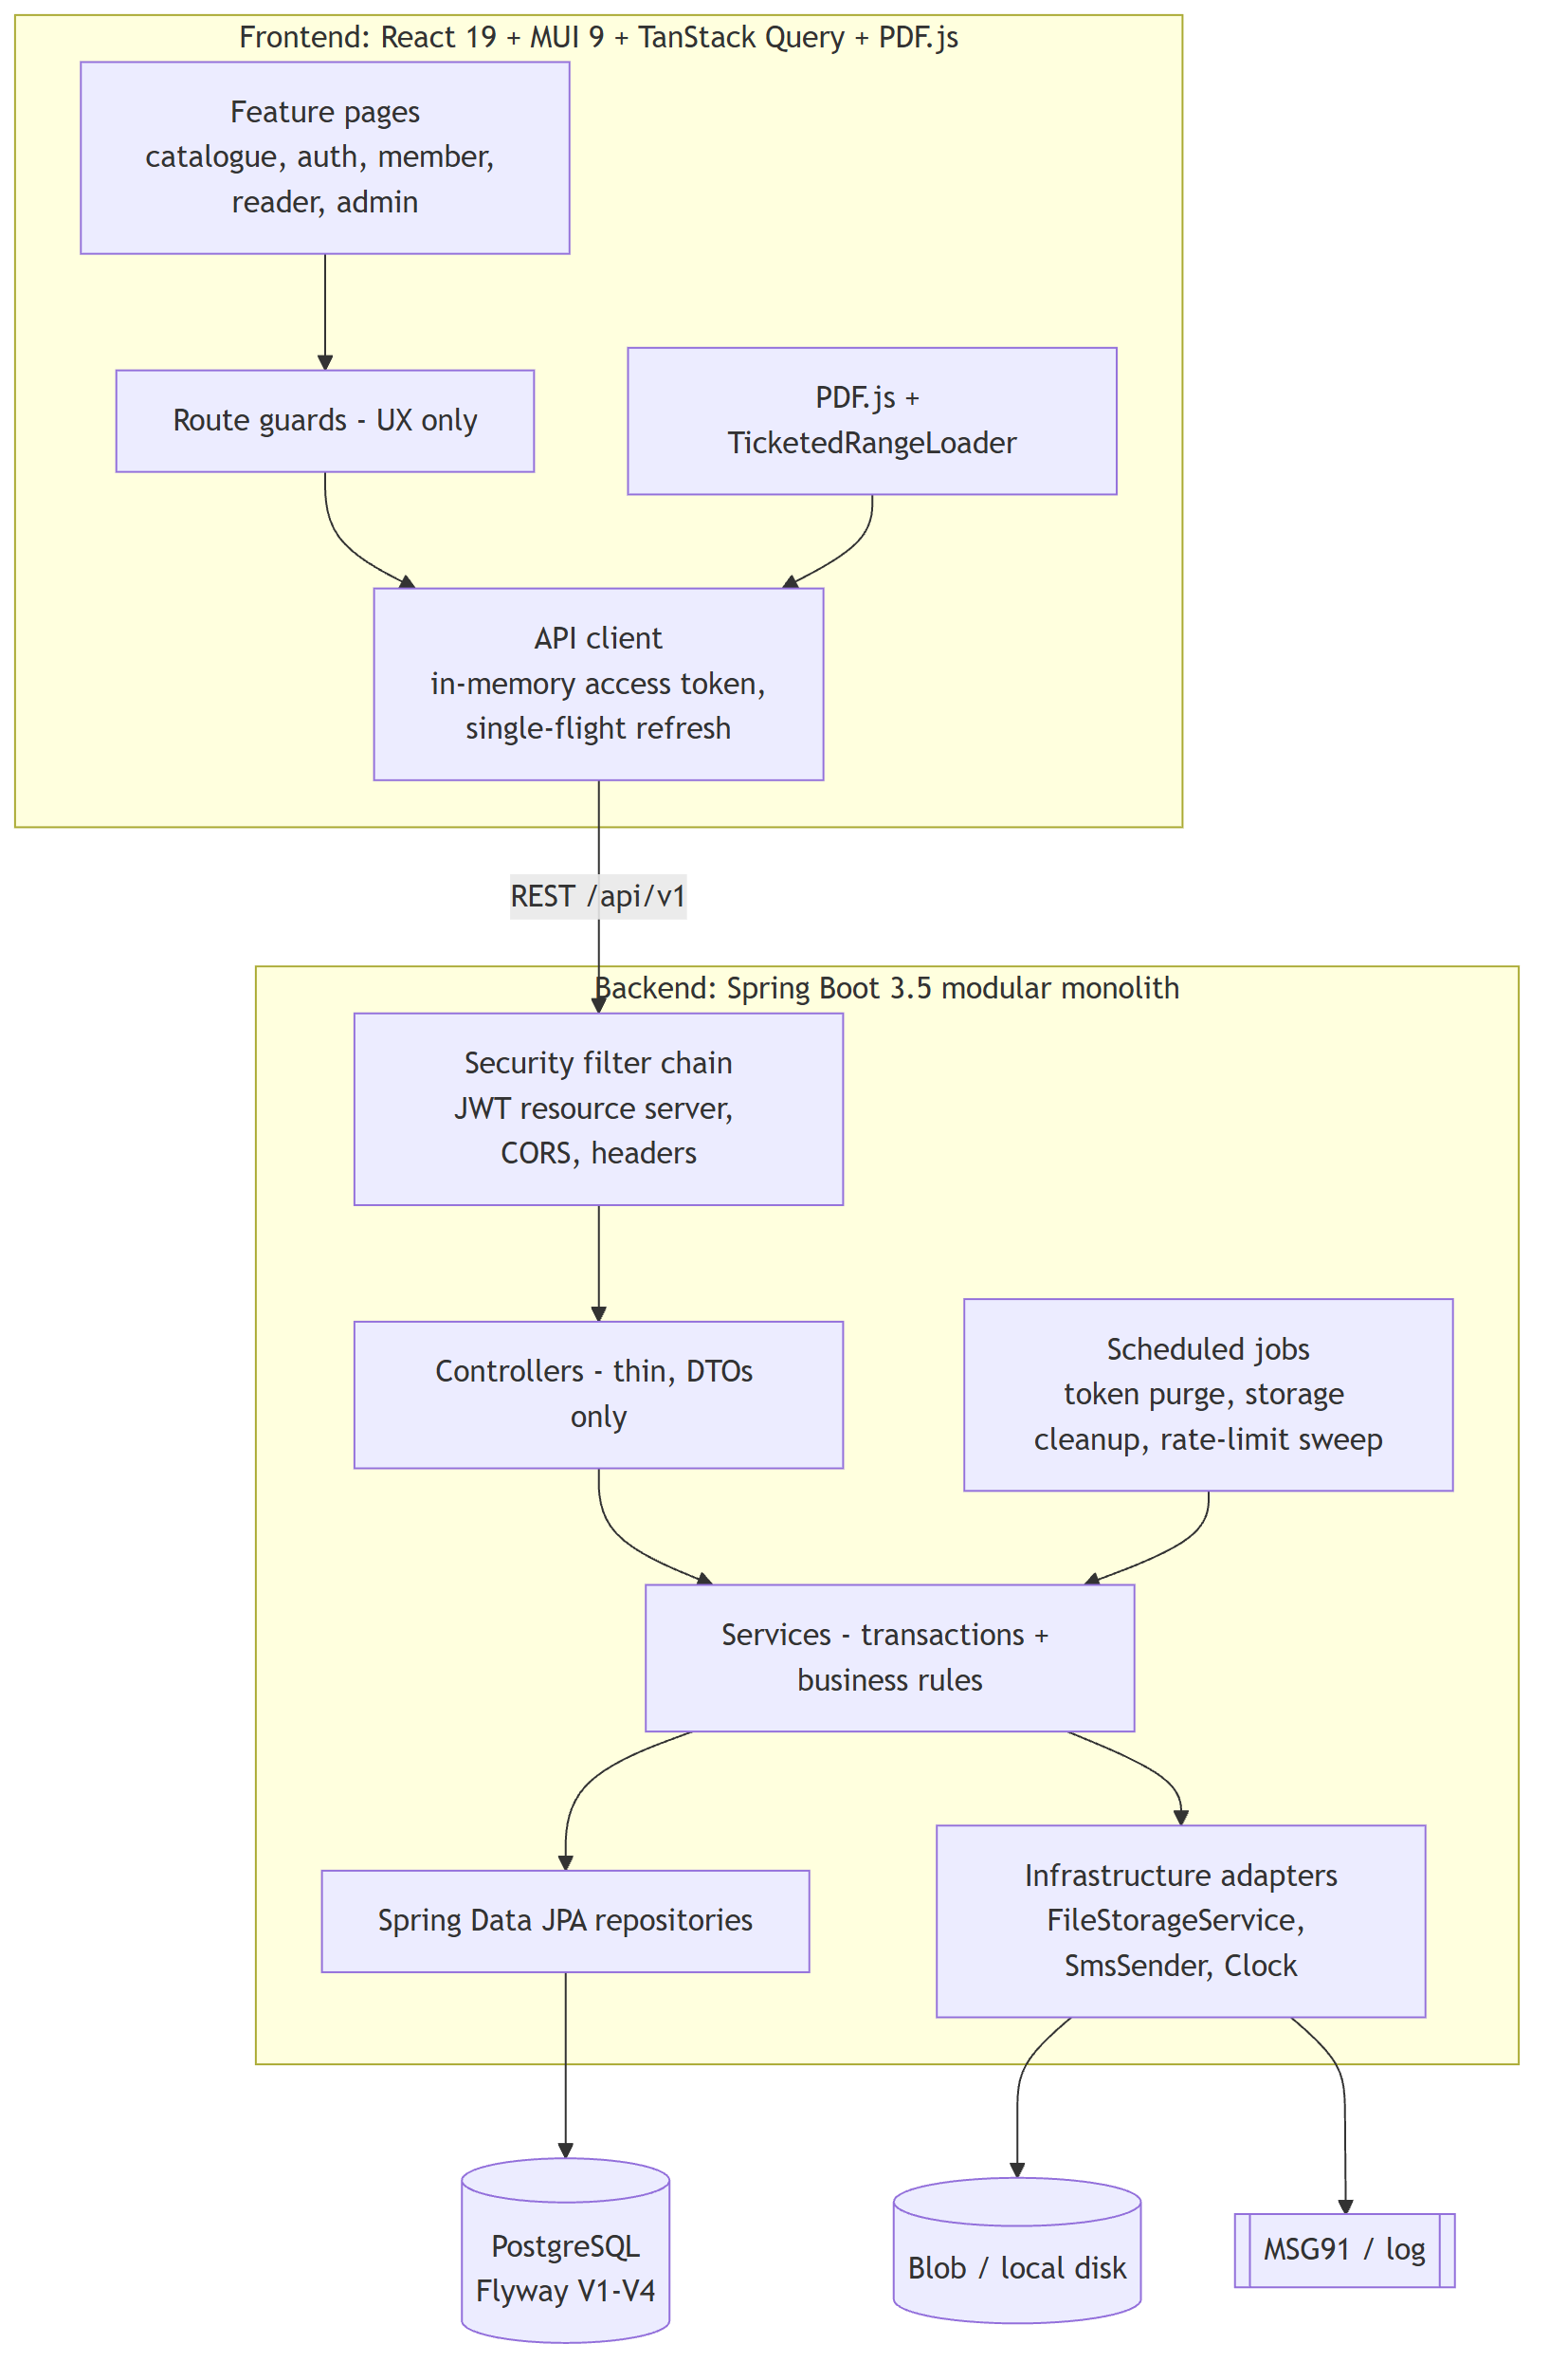 Frontend: React 19 + MUI 9 + TanStack Query + PDF.js
Feature pages
catalogue, auth, member,
reader, admin
Route guards - UX only
PDF.js +
TicketedRangeLoader
API client
in-memory access token,
single-flight refresh
REST /api/v1
Backend: Spring Boot 3.5 modular monolith
Security filter chain
JWT resource server,
CORS, headers
Controllers - thin, DTOs
only
Scheduled jobs
token purge, storage
cleanup, rate-limit sweep
Services - transactions +
business rules
Spring Data JPA repositories
Infrastructure adapters
FileStorageService,
SmsSender, Clock
PostgreSQL
Flyway V1-V4
Blob / local disk
MSG91 / log